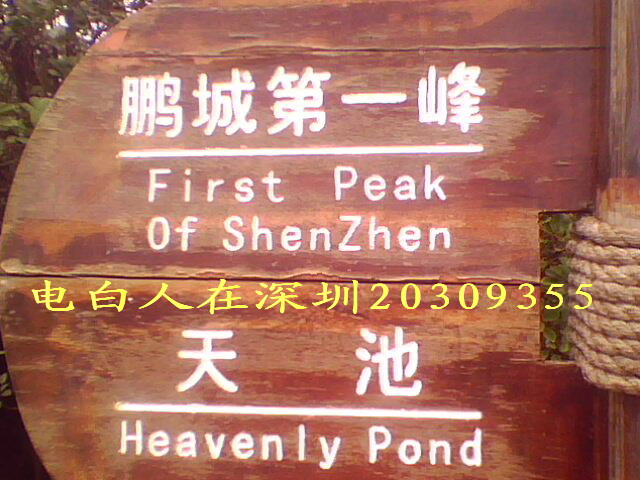 鹏城第一峰
First Peak
Of ShenZhen
电白人在深圳20309355
天池
Heavenly Pond